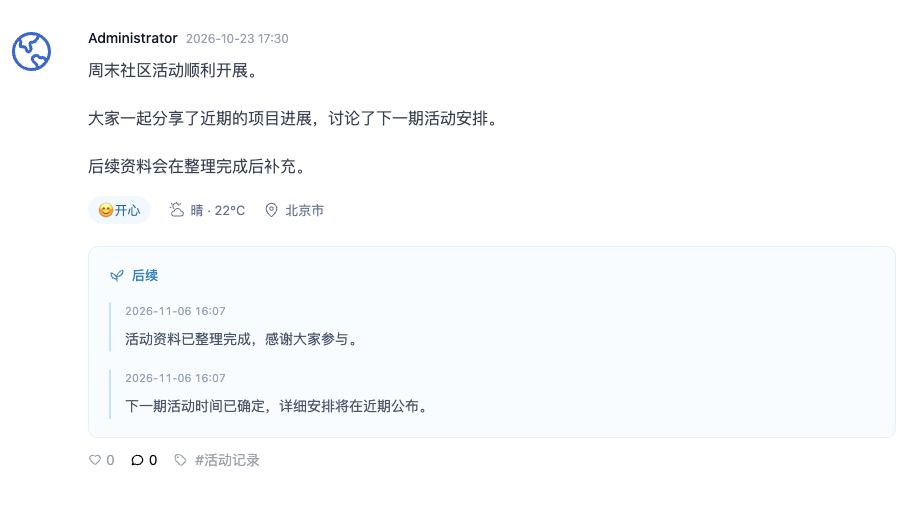 Administrator 2026-10-23 17:30
周末社区活动顺利开展。
大家一起分享了近期的项目进展，讨论了下一期活动安排。
后续资料会在整理完成后补充。
😊开心 晴 · 22°C 北京市
后续
2026-11-06 16:07
活动资料已整理完成，感谢大家参与。
2026-11-06 16:07
下一期活动时间已确定，详细安排将在近期公布。
0 0 #活动记录